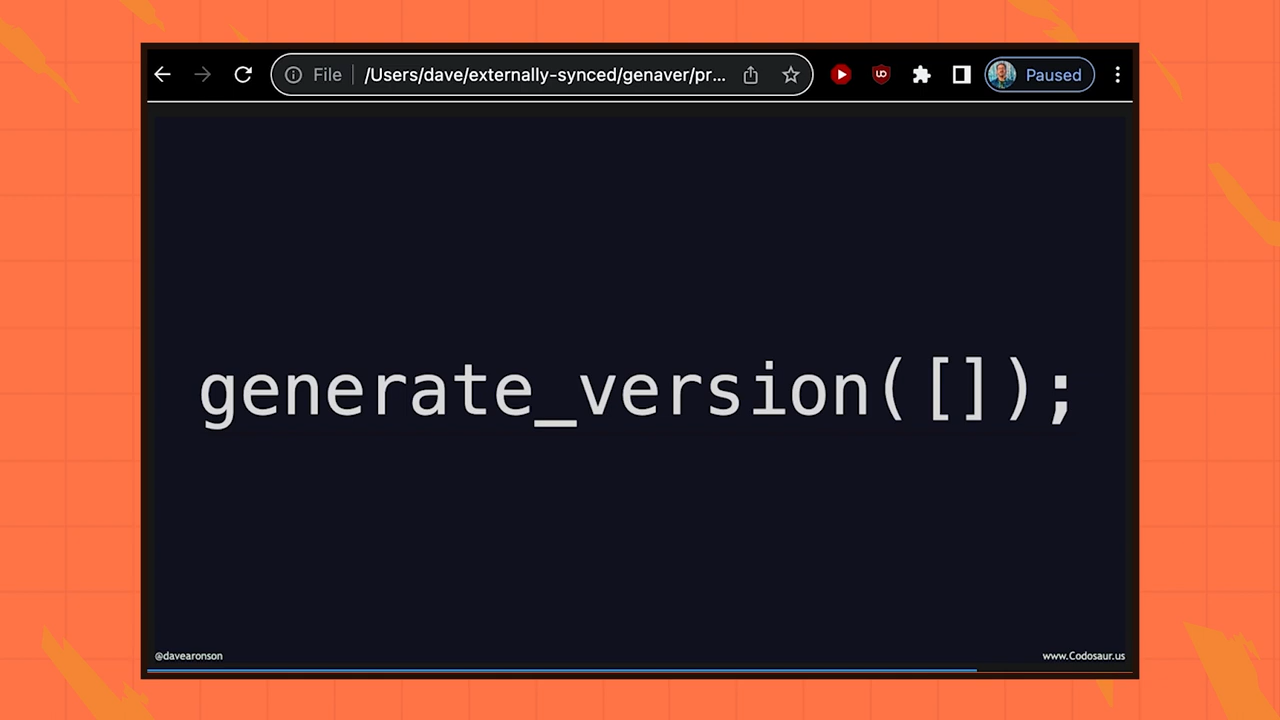 File /Users/dave/externally-synced/genaver/pr... Paused
generate_version([]);
@davearonson
www.Codosaur.us